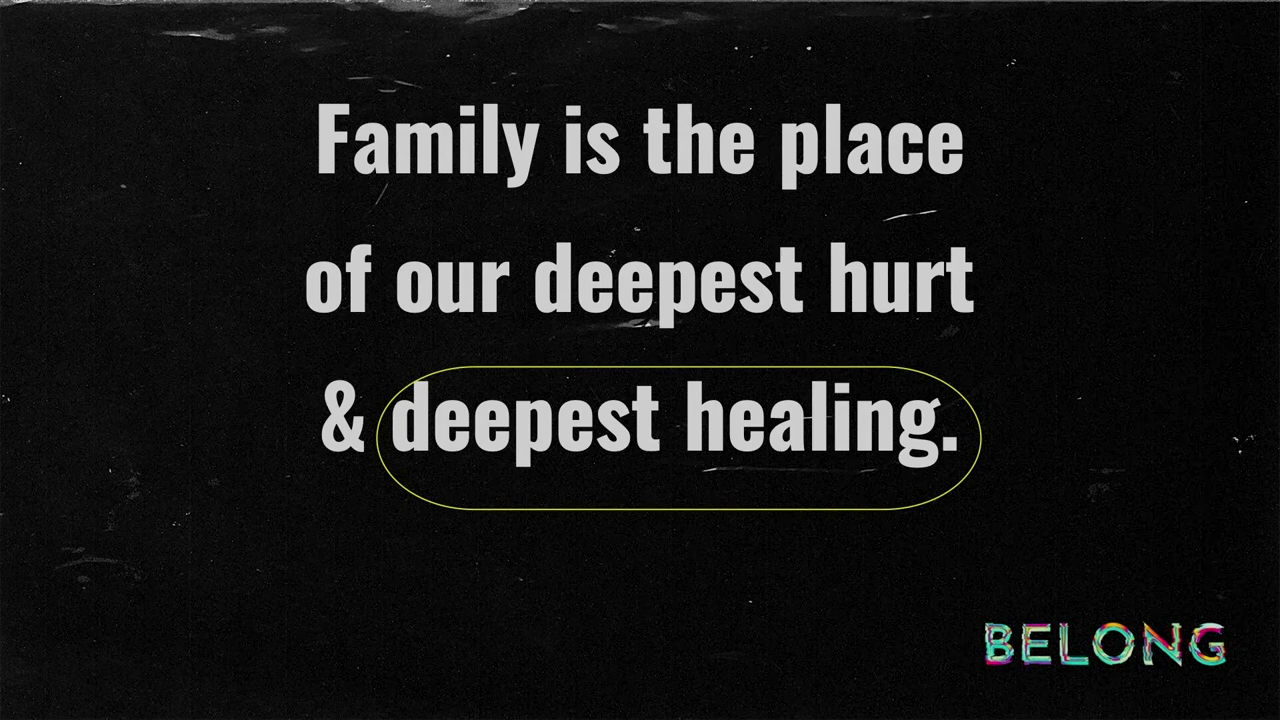 Family is the place
of our deepest hurt
& deepest healing.
BELONG